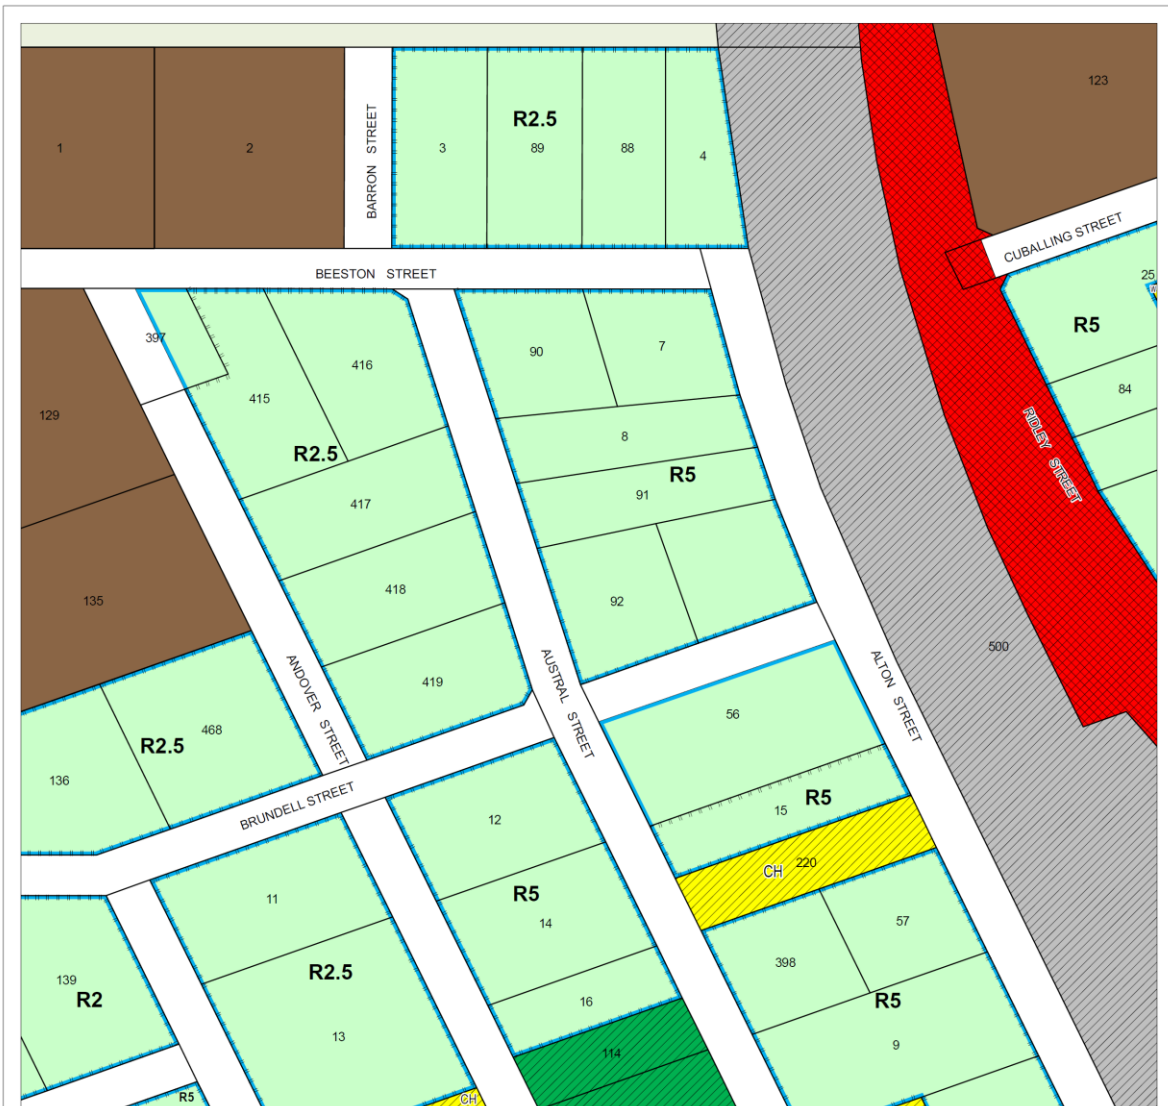 123
R2.5
1
2
BARRON STREET
3
89
88
4
CUBALLING STREET
BEESTON STREET
25
R5
397
90
7
416
84
415
129
8
RIDLEY STREET
R2.5
R5
91
417
135
418
92
500
ANDOVER STREET
AUSTRAL STREET
ALTON STREET
419
56
468
R2.5
136
BRUNDELL STREET
15
R5
12
CH
220
11
R5
14
57
398
R2.5
139
R2
16
R5
13
9
114
R5
CH